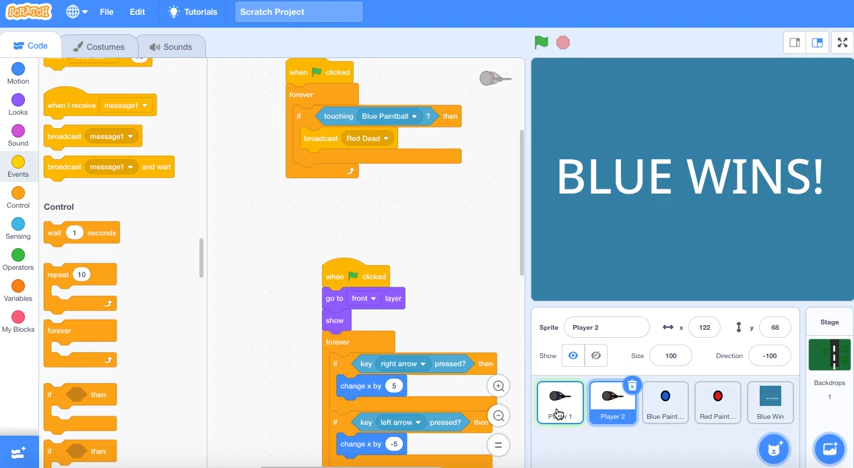 SCRATCH File Edit Tutorials Scratch Project
Code Costumes Sounds
Motion
Looks
Sound
Events
Control
Sensing
Operators
Variables
My Blocks
when I receive message1
broadcast message1
broadcast message1 and wait
Control
wait 1 seconds
repeat 10
forever
if then
if then
when clicked
forever
if touching Blue Paintball ? then
broadcast Red Dead
when clicked
go to front layer
show
forever
if key right arrow pressed? then
change x by 5
if key left arrow pressed? then
change x by -5
BLUE WINS!
Sprite Player 2 x 122 y 68
Show Size 100 Direction -100
Player 1 Player 2 Blue Paint... Red Paint... Blue Win
Stage
Backdrops
1